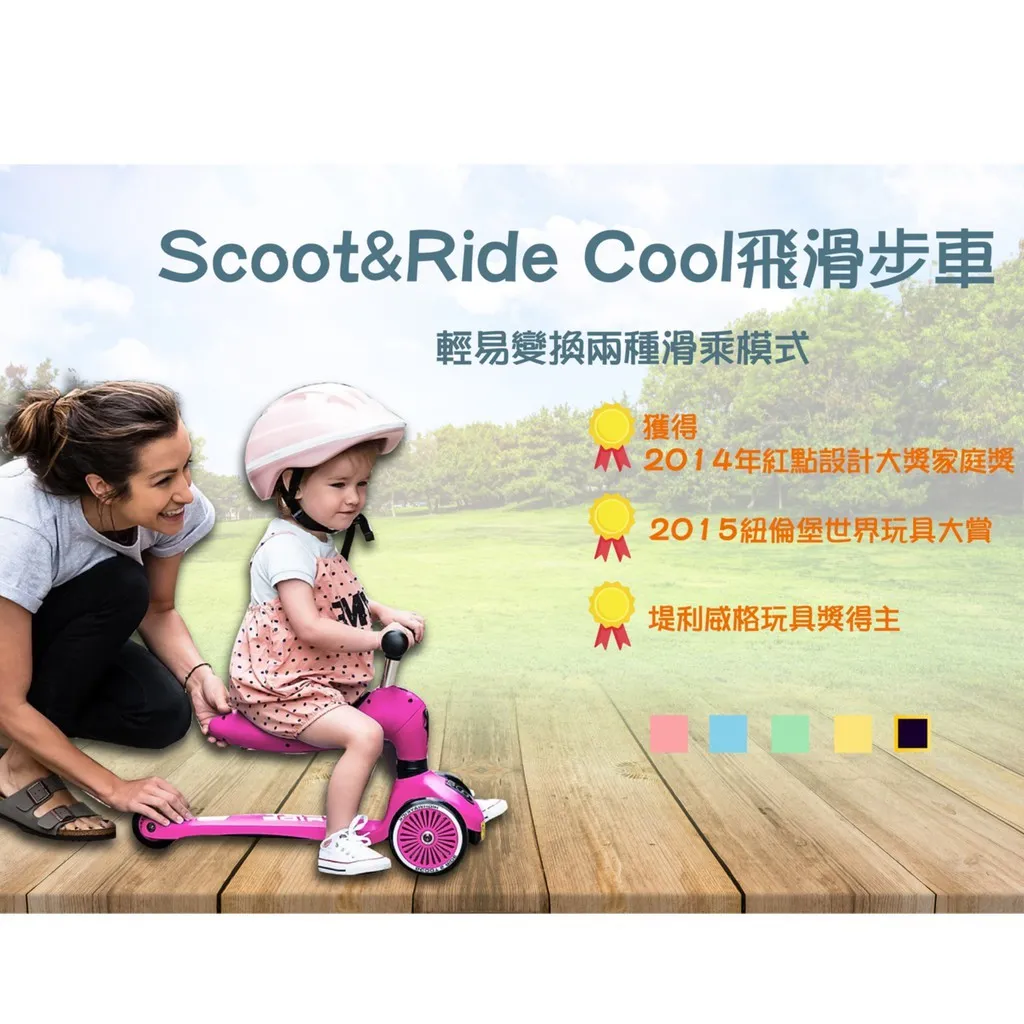 Scoot&Ride Cool飛滑步車
輕易變換兩種滑乘模式
獲得
2014年紅點設計大獎家庭獎
2015紐倫堡世界玩具大賞
堤利威格玩具獎得主